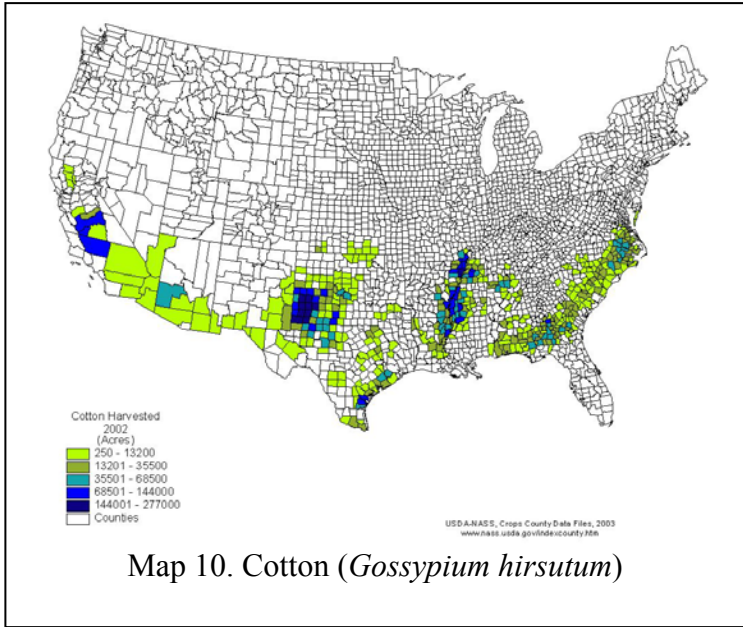 Cotton Harvested
2002
(Acres)
250 - 13200
13201 - 35500
35501 - 68500
68501 - 144000
144001 - 277000
Counties
USDA-NASS, Crops County Data Files, 2003
www.nass.usda.gov/indexcounty.htm
Map 10. Cotton (Gossypium hirsutum)